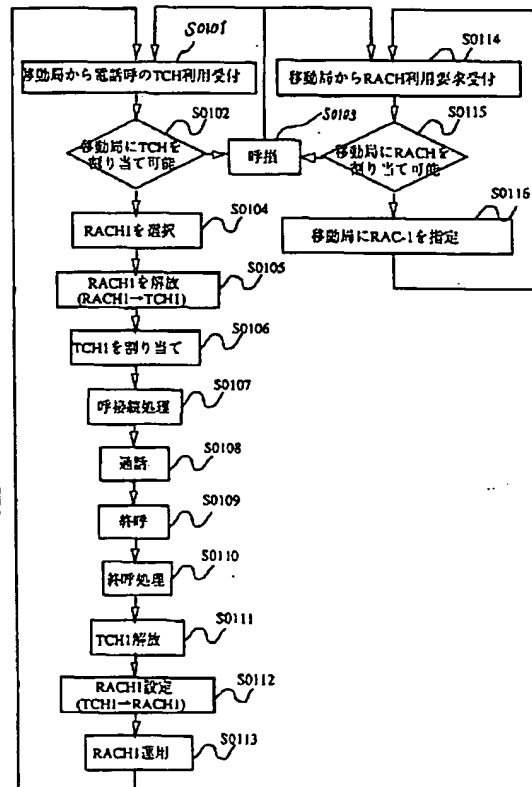 S0101
移動局から電話呼のTCH利用受付
S0102
移動局にTCHを
割り当て可能
S0103
呼損
S0114
移動局からRACH利用要求受付
S0115
移動局にRACHを
割り当て可能
S0116
移動局にRAC-1を指定
S0104
RACH1を選択
S0105
RACH1を解放
(RACH1→TCH1)
S0106
TCH1を割り当て
S0107
呼接続処理
S0108
通話
S0109
終呼
S0110
終呼処理
S0111
TCH1解放
S0112
RACH1設定
(TCH1→RACH1)
S0113
RACH1運用